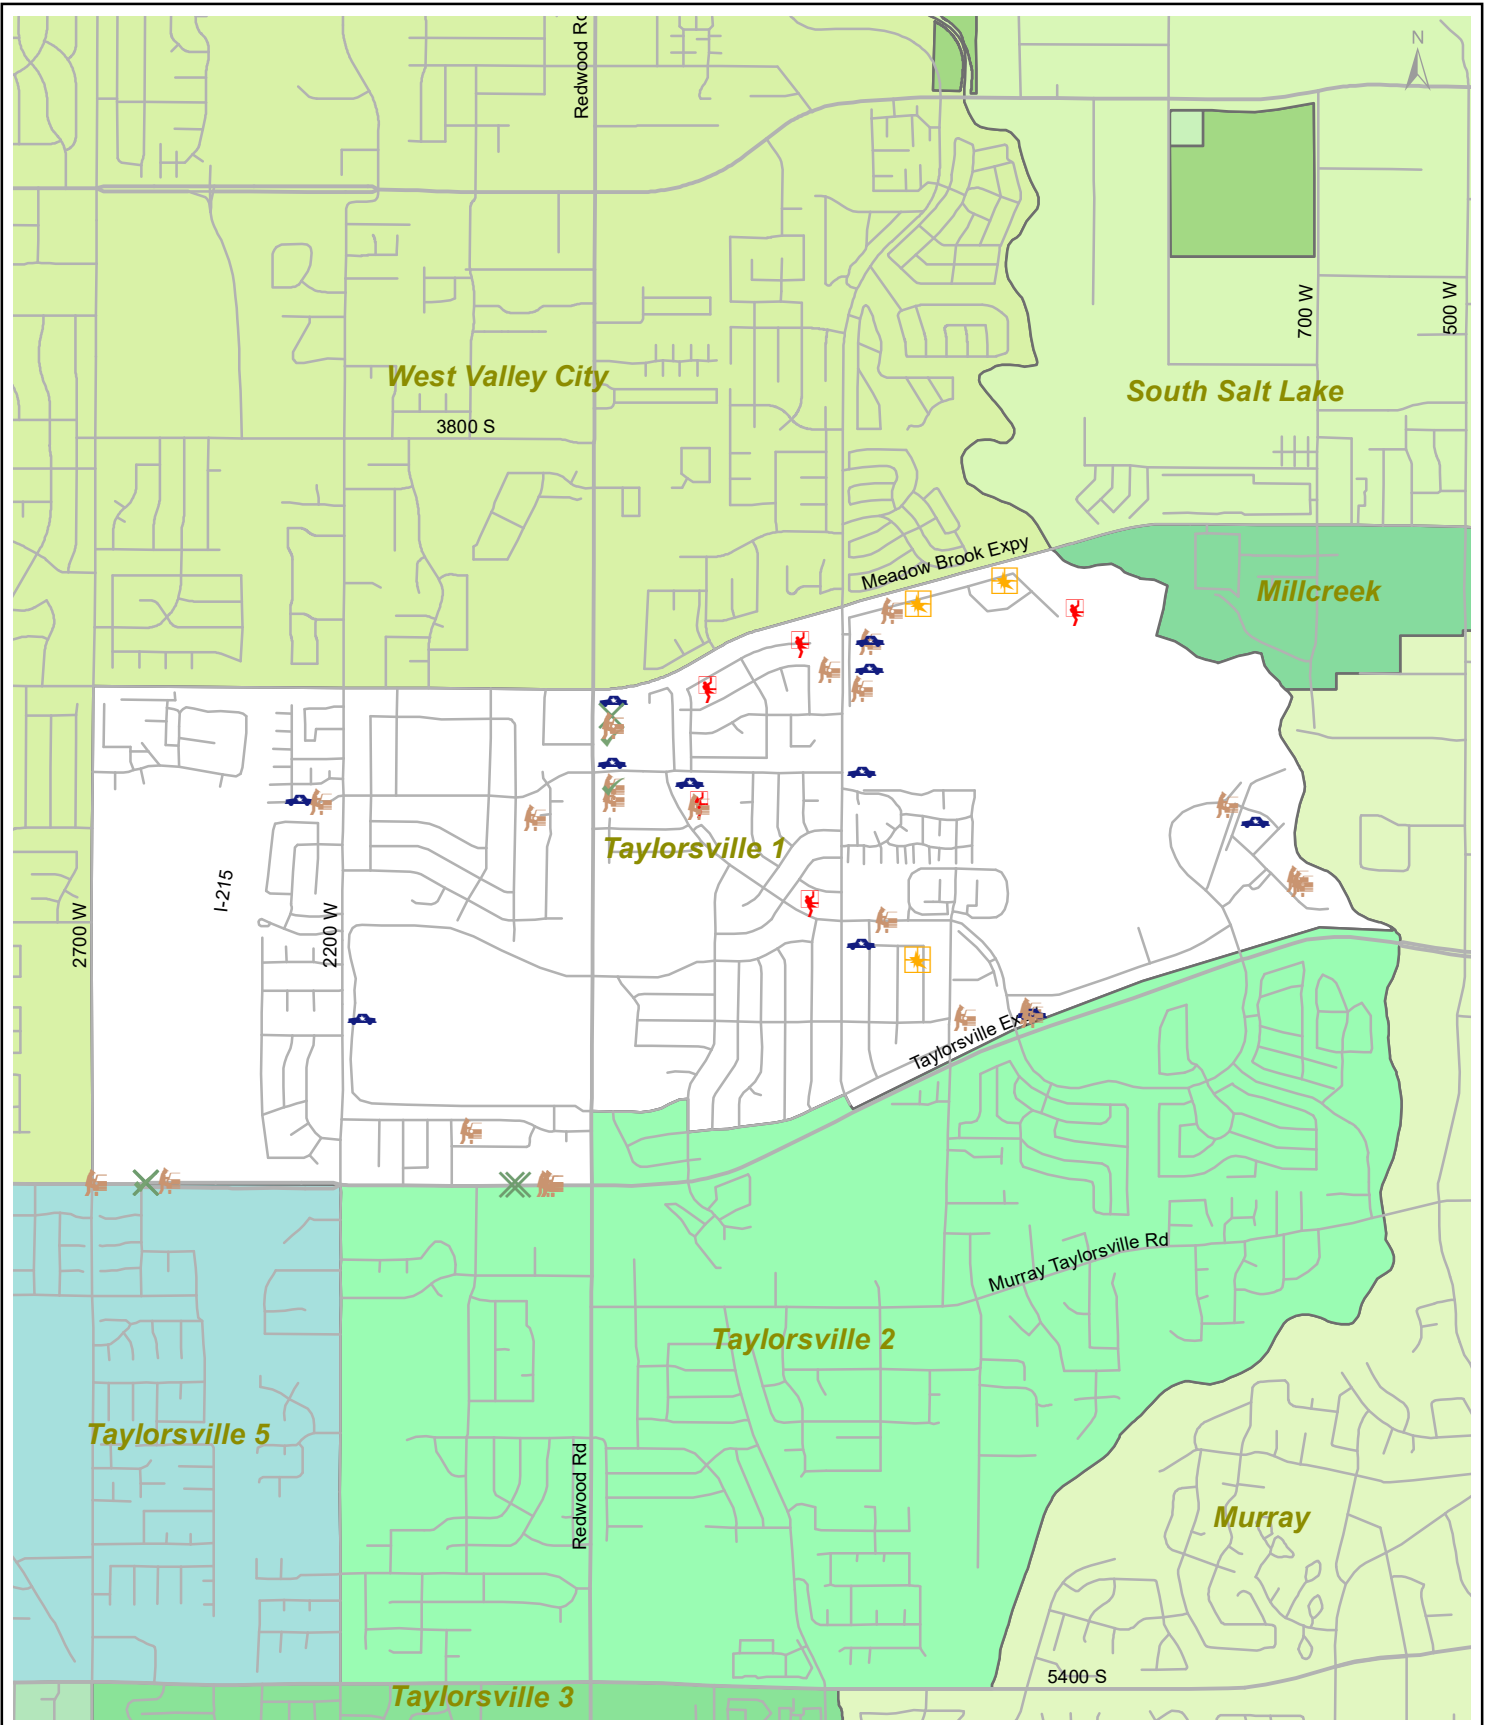 Redwood Rd
N
700 W
500 W
West Valley City
South Salt Lake
3800 S
Meadow Brook Expy
Millcreek
Taylorsville 1
I-215
2700 W
2200 W
Taylorsville Ex
Murray Taylorsville Rd
Taylorsville 2
Taylorsville 5
Redwood Rd
Murray
5400 S
Taylorsville 3